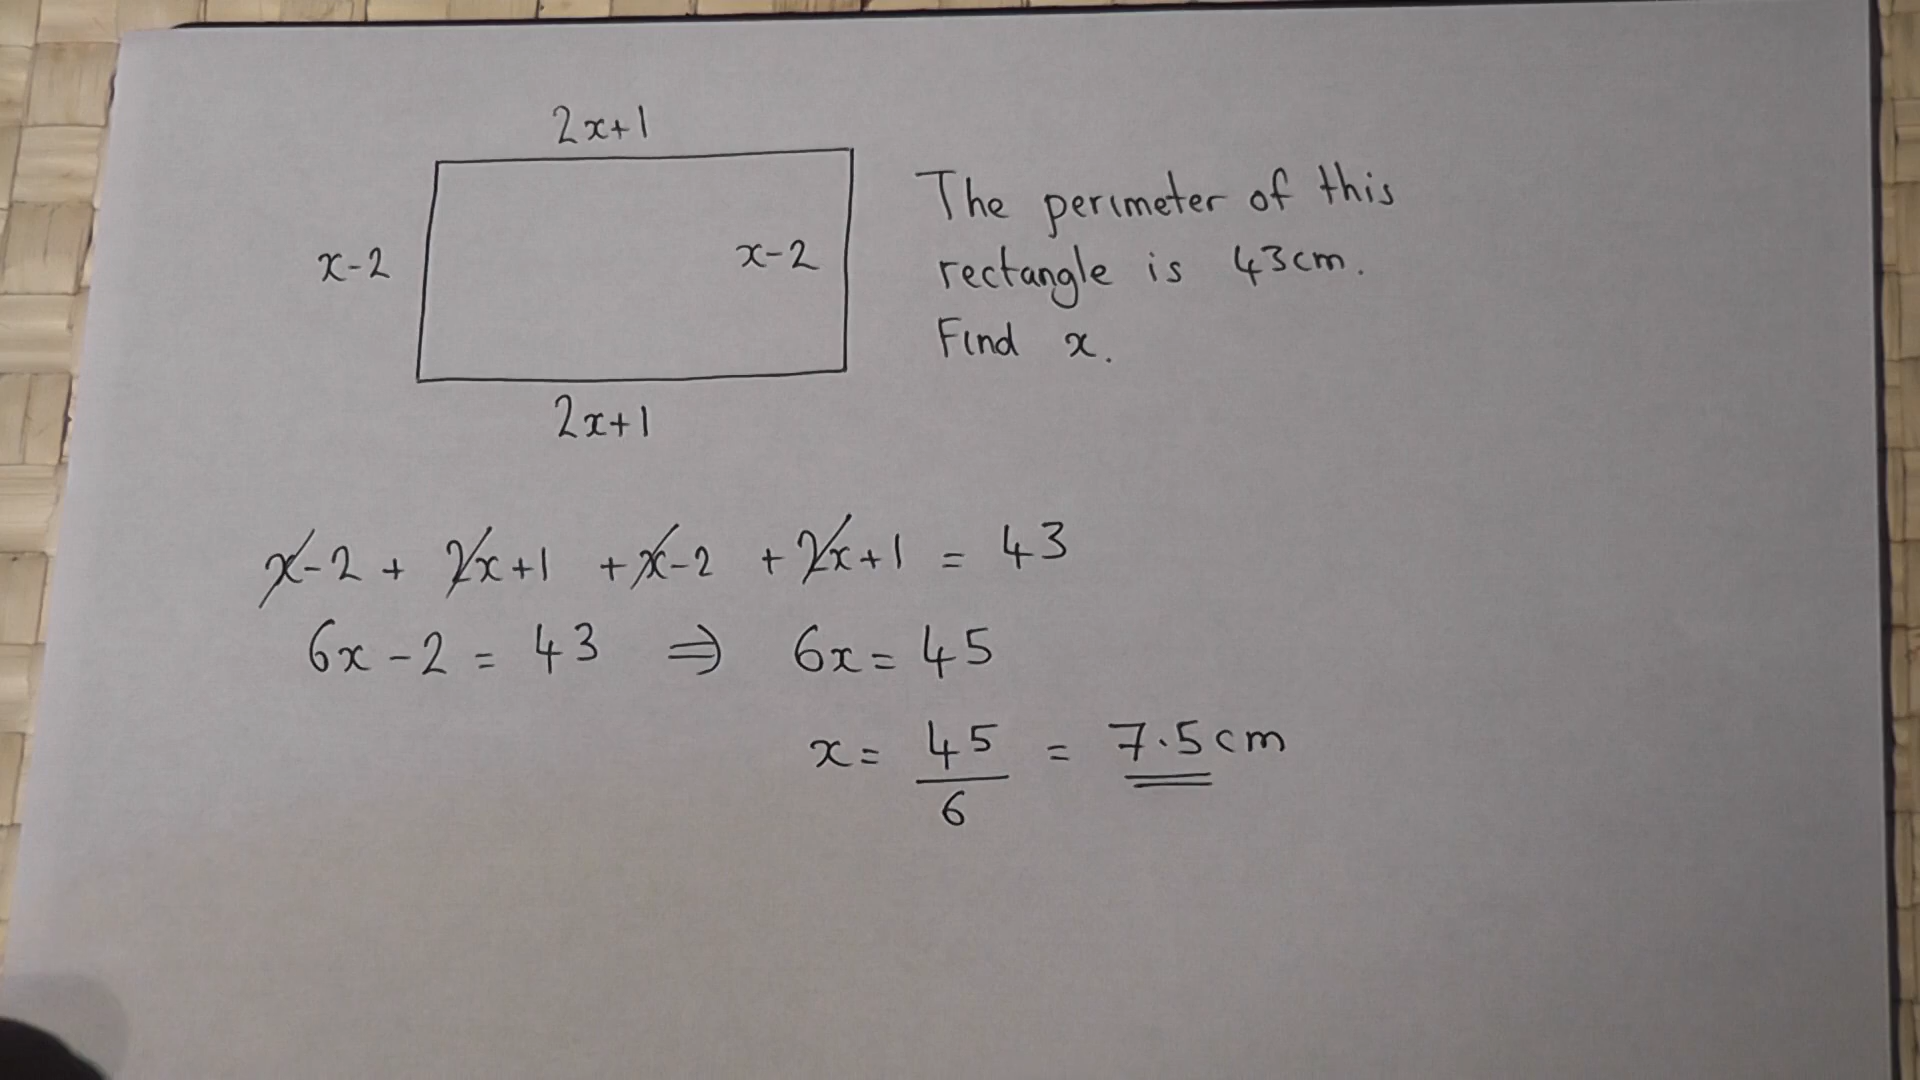 2x+1
x-2
x-2
2x+1
The perimeter of this
rectangle is 43cm.
Find x.
x-2 + 2x+1 +x-2 + 2x+1 = 43
6x-2 = 43 ⇒ 6x = 45
x = 45/6 = 7.5cm